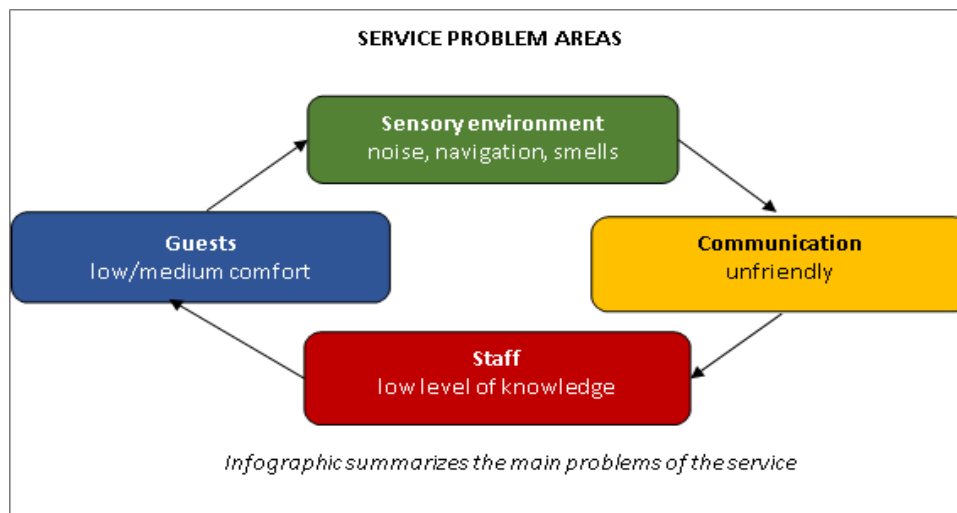 SERVICE PROBLEM AREAS
Sensory environment
noise, navigation, smells
Guests
low/medium comfort
Communication
unfriendly
Staff
low level of knowledge
Infographic summarizes the main problems of the service